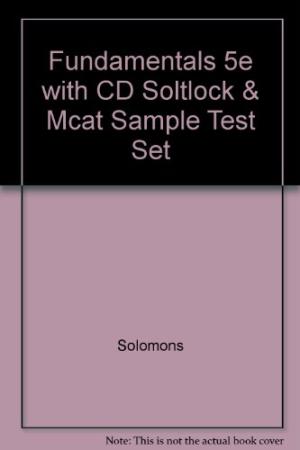 Fundamentals 5e
with CD Soltlock &
Mcat Sample Test
Set
Solomons
Note: This is not the actual book cover